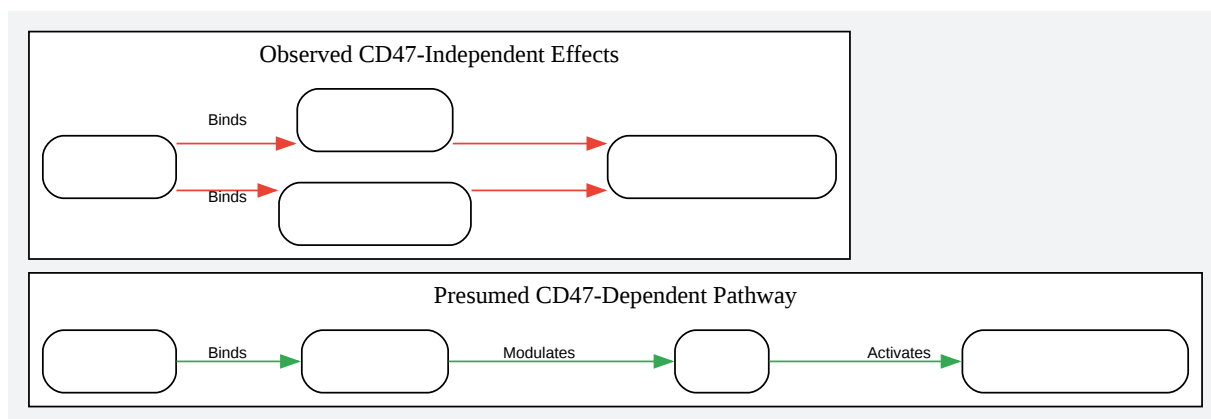 Observed CD47-Independent Effects
Binds
Binds
Presumed CD47-Dependent Pathway
Binds
Modulates
Activates